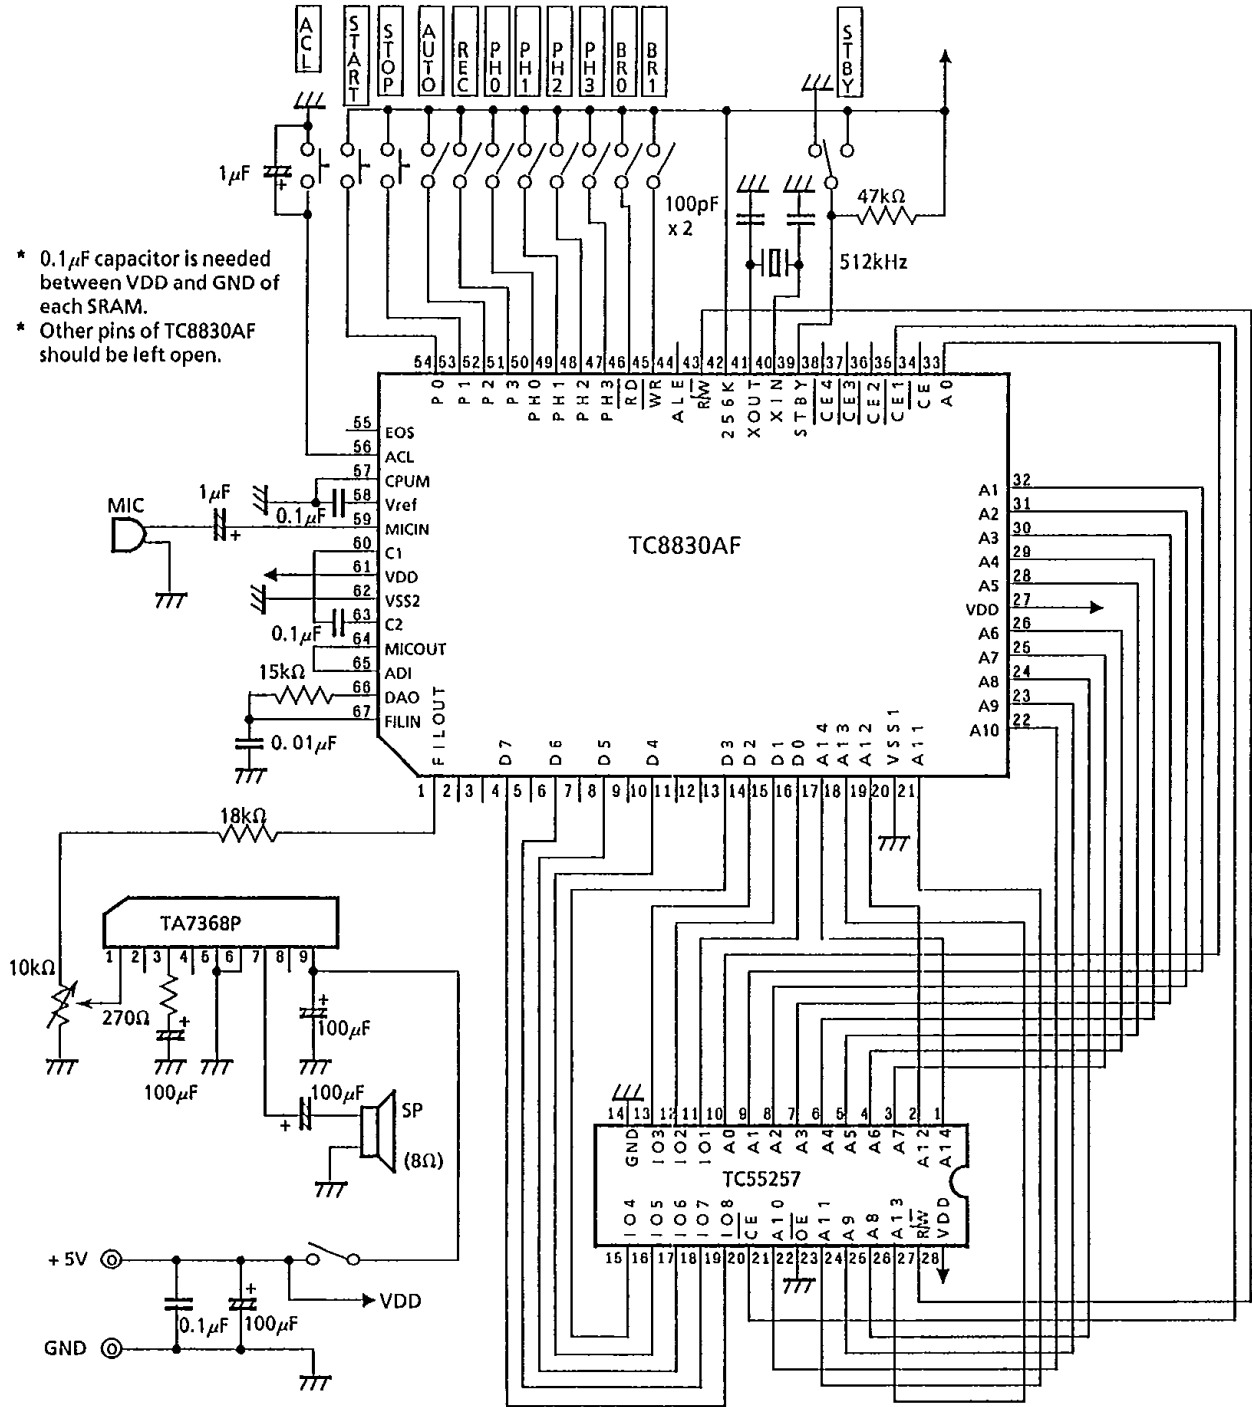 ACL
START
STOP
AUTO
REC
PH0
PH1
PH2
PH3
BR0
BR1
STBY
1μF
100pF
x 2
47kΩ
512kHz
* 0.1μF capacitor is needed
between VDD and GND of
each SRAM.
* Other pins of TC8830AF
should be left open.
54 53 52 51 50 49 48 47 46 45 44 43 42 41 40 39 38 37 36 35 34 33
P0 P1 P2 P3 PH0 PH1 PH2 PH3 RD WR ALE R/W 256K XOUT XIN STBY CE4 CE3 CE2 CE1 CE A0
55 EOS
56 ACL
57 CPUM
58 Vref
59 MICIN
60 C1
61 VDD
62 VSS2
63 C2
64 MICOUT
65 ADI
66 DAO
67 FILIN
MIC
1μF
+
0.1μF
0.1μF
15kΩ
0.01μF
TC8830AF
A1 32
A2 31
A3 30
A4 29
A5 28
VDD 27
A6 26
A7 25
A8 24
A9 23
A10 22
FILOUT D7 D6 D5 D4 D3 D2 D1 D0 A14 A13 A12 VSS1 A11
1 2 3 4 5 6 7 8 9 10 11 12 13 14 15 16 17 18 19 20 21
18kΩ
TA7368P
1 2 3 4 5 6 7 8 9
10kΩ
270Ω
+
100μF
+
100μF
100μF
+
SP
(8Ω)
14 13 12 11 10 9 8 7 6 5 4 3 2 1
GND IO3 IO2 IO1 A0 A1 A2 A3 A4 A5 A6 A7 A12 A14
TC55257
IO4 IO5 IO6 IO7 IO8 CE A10 OE A11 A9 A8 A13 R/W VDD
15 16 17 18 19 20 21 22 23 24 25 26 27 28
+5V
VDD
0.1μF
+
100μF
GND